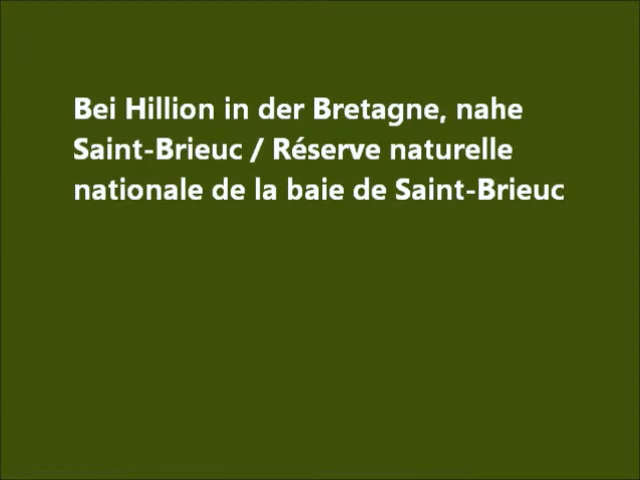 Bei Hillion in der Bretagne, nahe
Saint-Brieuc / Réserve naturelle
nationale de la baie de Saint-Brieuc